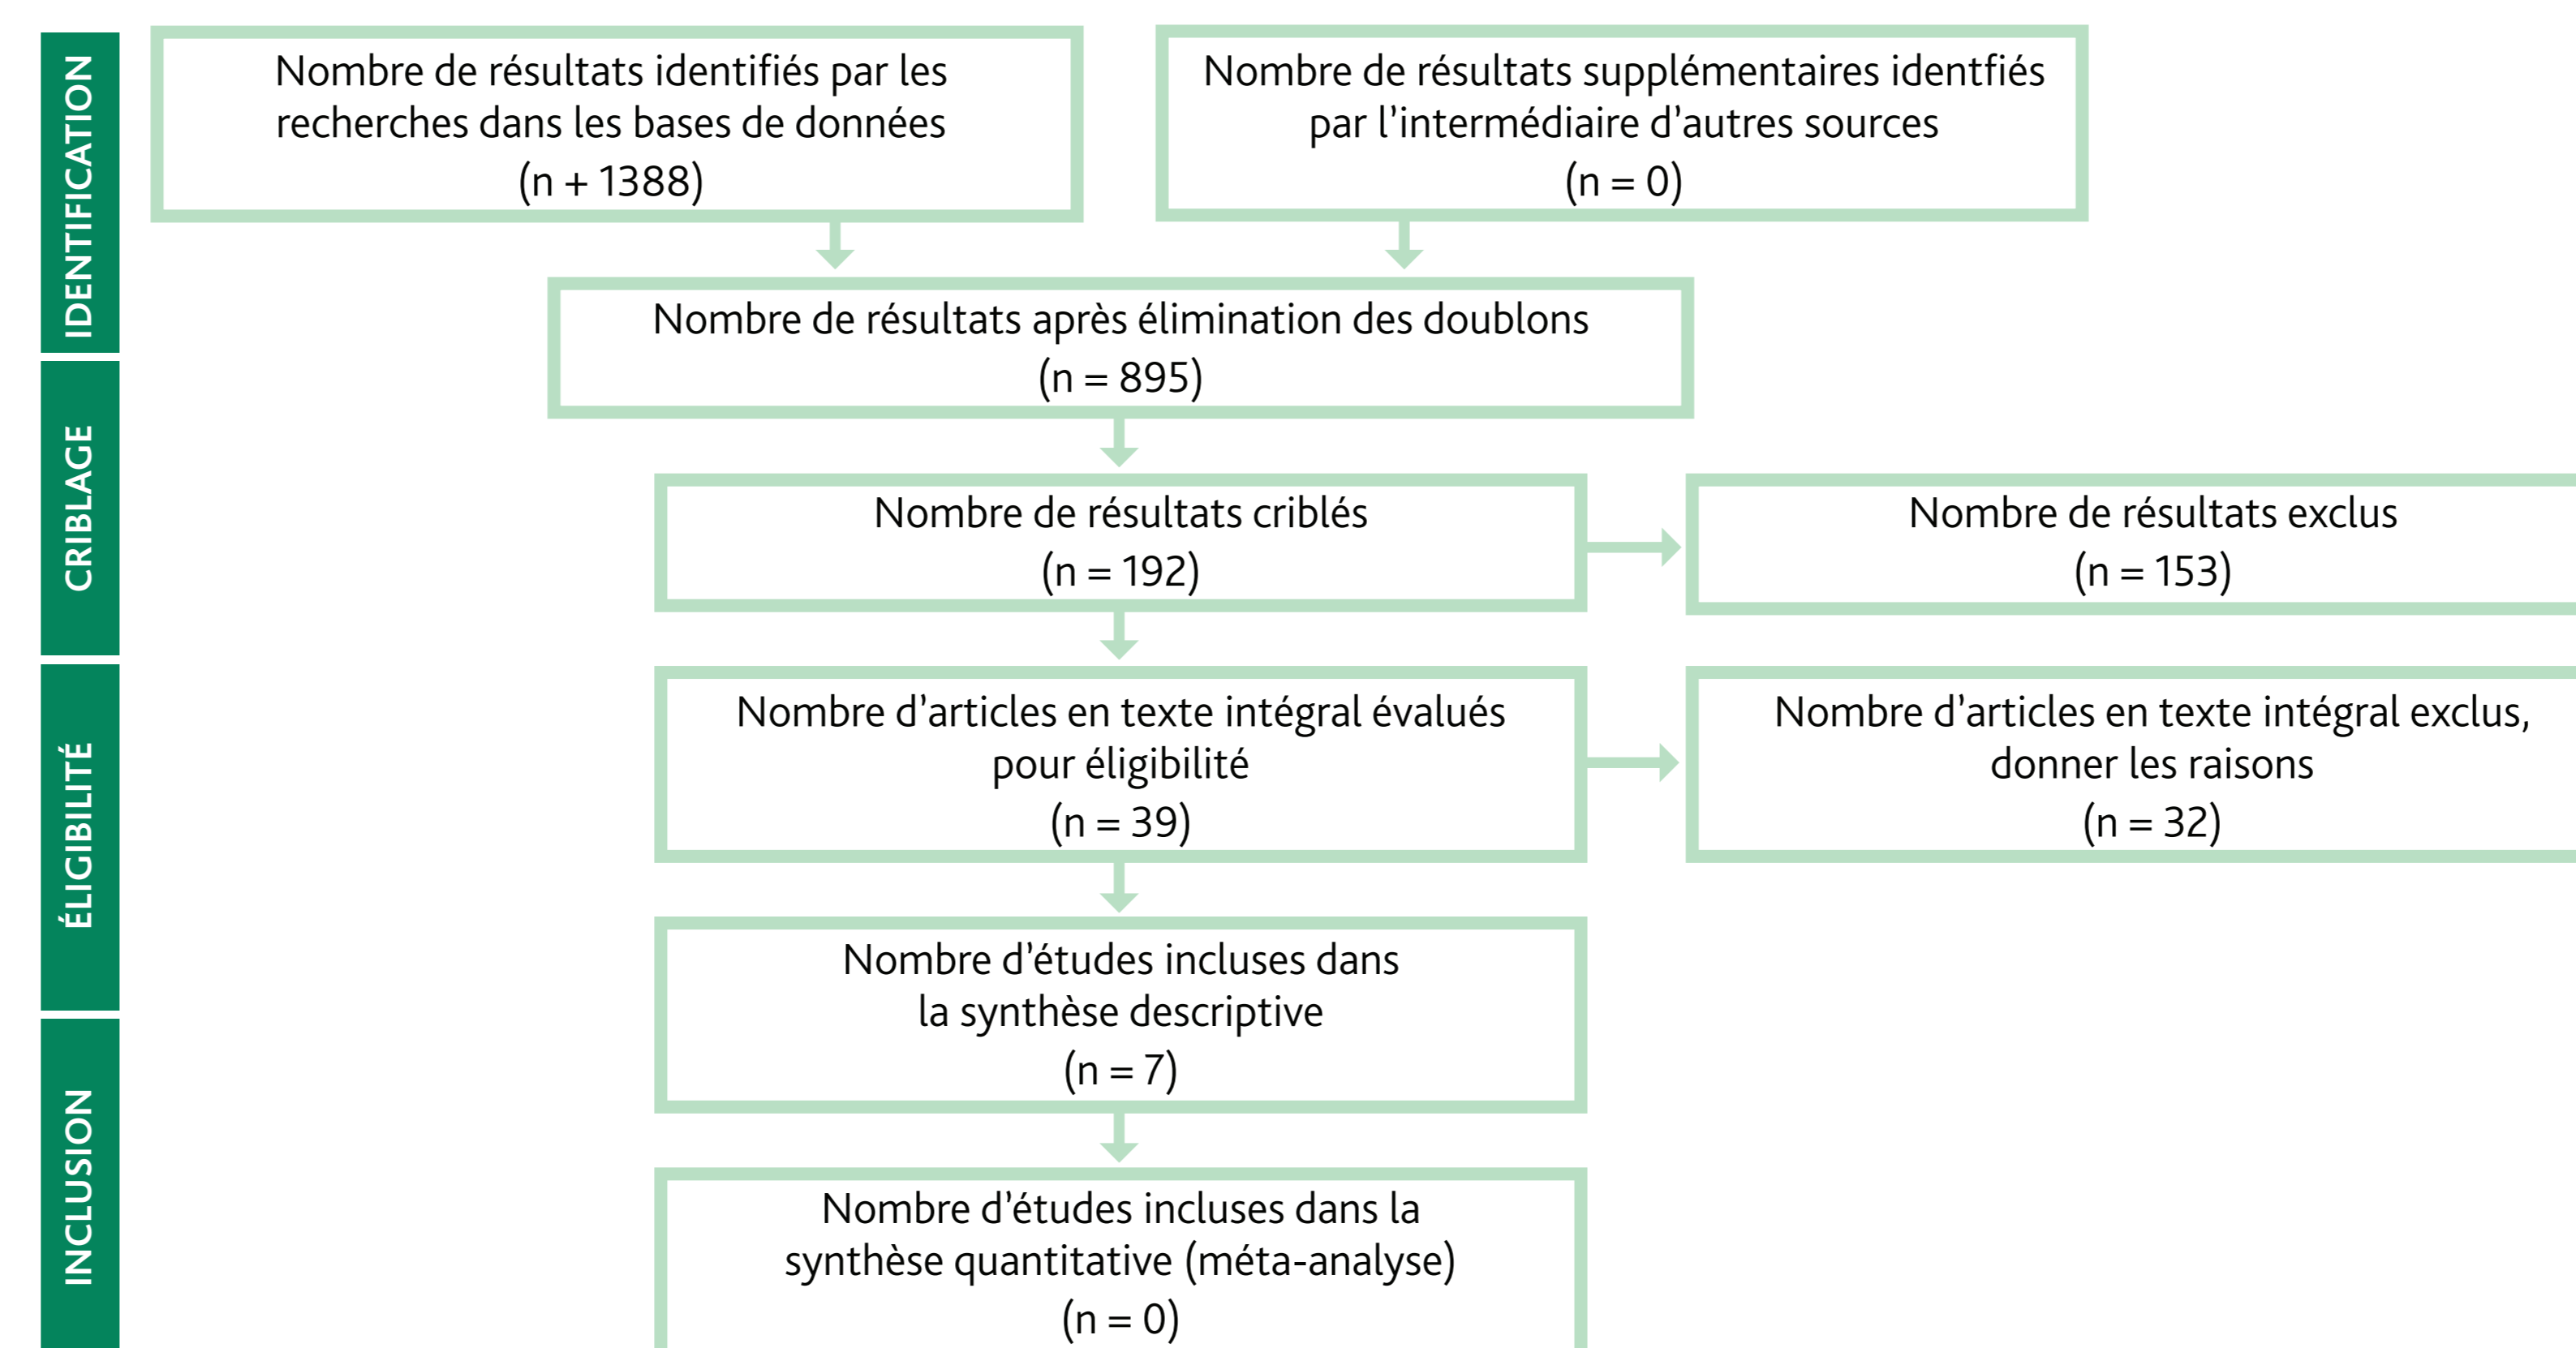 IDENTIFICATION
Nombre de résultats identifiés par les
recherches dans les bases de données
(n + 1388)
Nombre de résultats supplémentaires identfiés
par l’intermédiaire d’autres sources
(n = 0)
Nombre de résultats après élimination des doublons
(n = 895)
CRIBLAGE
Nombre de résultats criblés
(n = 192)
Nombre de résultats exclus
(n = 153)
ÉLIGIBILITÉ
Nombre d’articles en texte intégral évalués
pour éligibilité
(n = 39)
Nombre d’articles en texte intégral exclus,
donner les raisons
(n = 32)
Nombre d’études incluses dans
la synthèse descriptive
(n = 7)
INCLUSION
Nombre d’études incluses dans la
synthèse quantitative (méta-analyse)
(n = 0)